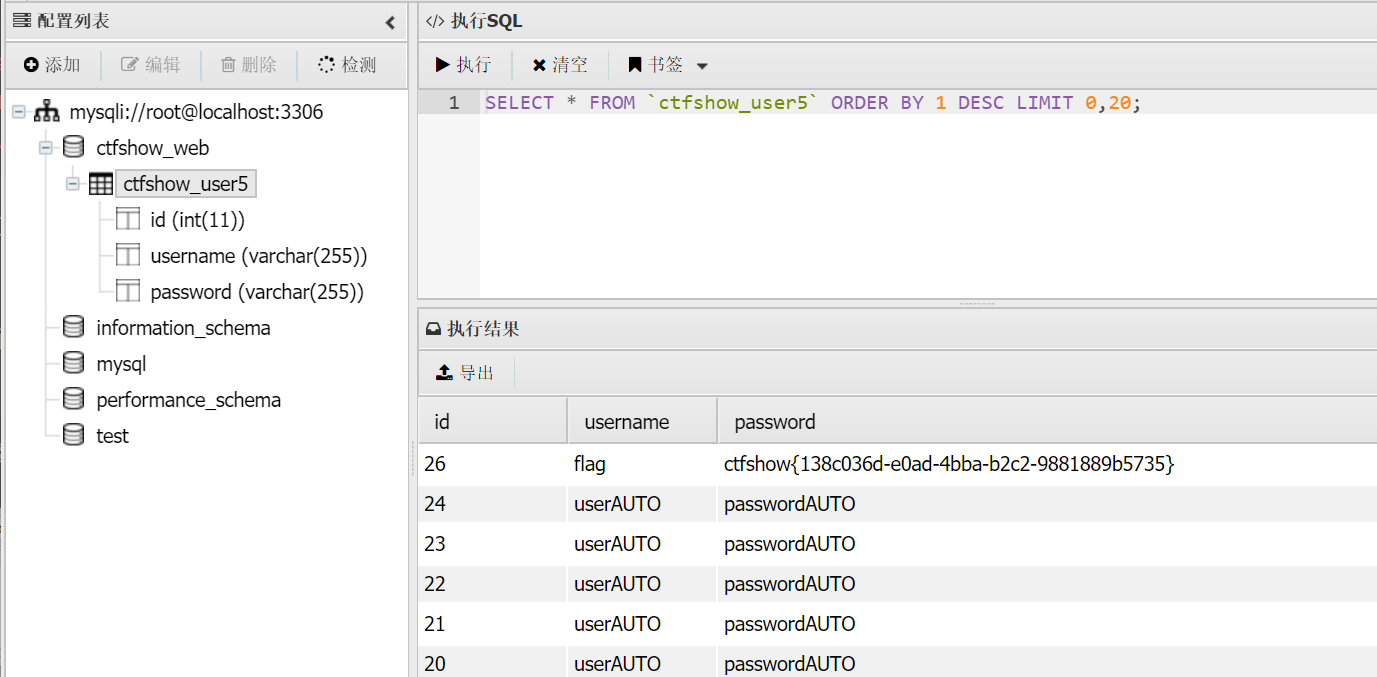 配置列表
添加 编辑 删除 检测
mysqli://root@localhost:3306
ctfshow_web
ctfshow_user5
id (int(11))
username (varchar(255))
password (varchar(255))
information_schema
mysql
performance_schema
test
</> 执行SQL
执行 清空 书签
1 SELECT * FROM `ctfshow_user5` ORDER BY 1 DESC LIMIT 0,20;
执行结果
导出
id username password
26 flag ctfshow{138c036d-e0ad-4bba-b2c2-9881889b5735}
24 userAUTO passwordAUTO
23 userAUTO passwordAUTO
22 userAUTO passwordAUTO
21 userAUTO passwordAUTO
20 userAUTO passwordAUTO